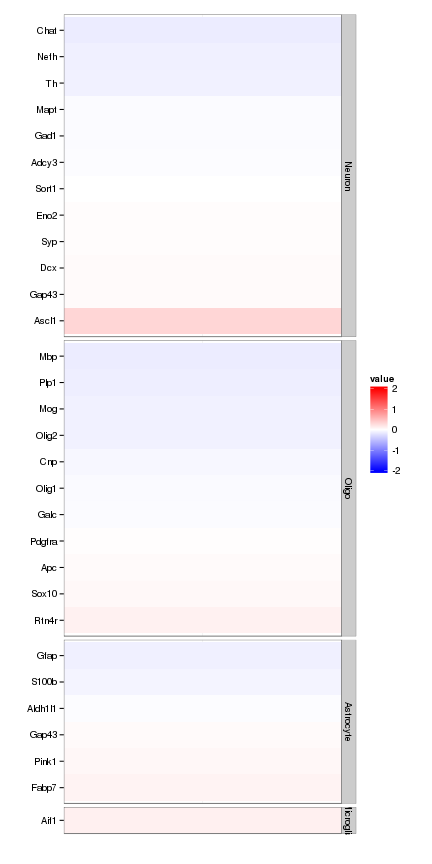 Chat
Nefh
Th
Mapt
Gad1
Adcy3
Sort1
Eno2
Syp
Dcx
Gap43
Ascl1
Neuron
Mbp
Plp1
Mog
Olig2
Cnp
Olig1
Galc
Pdgfra
Apc
Sox10
Rtn4r
Oligo
Gfap
S100b
Aldh1l1
Gap43
Pink1
Fabp7
Astrocyte
Aif1
icrogli
value
2
1
0
-1
-2